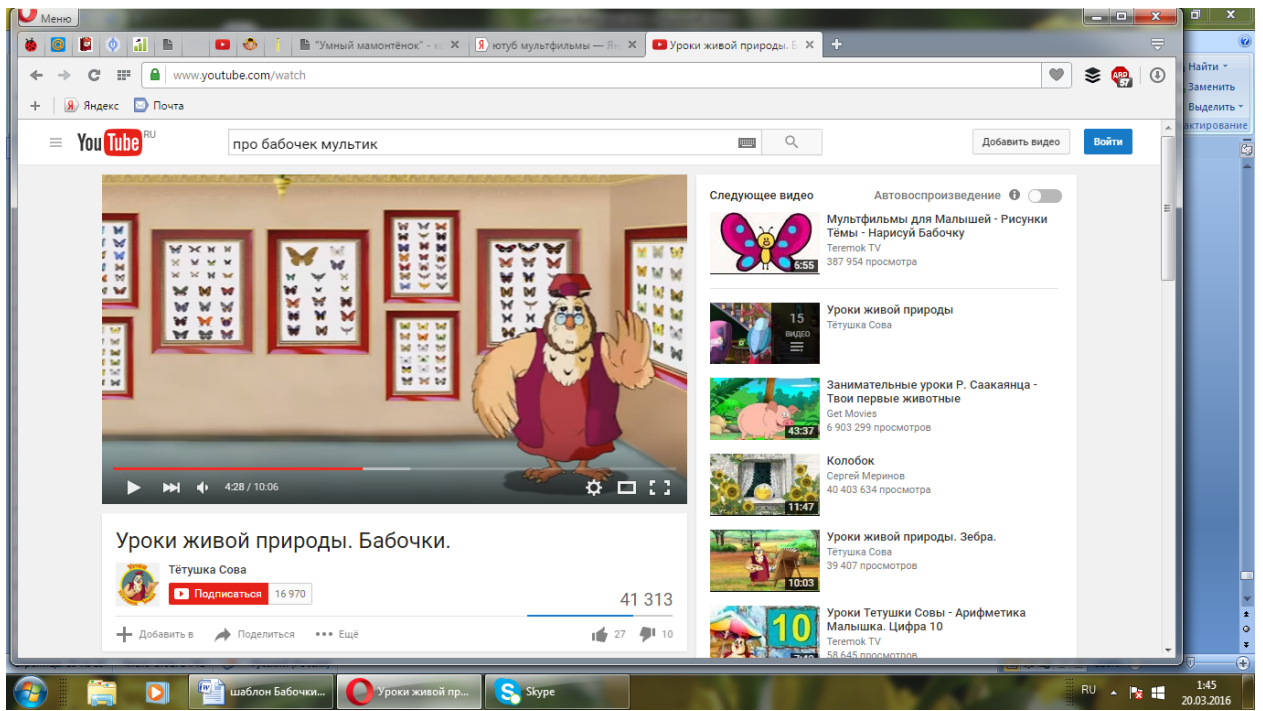 Меню
"Умный мамонтёнок" - кс
ютуб мультфильмы — Ян
Уроки живой природы. Б
www.youtube.com/watch
ABP
57
Яндекс
Почта
YouTube RU
про бабочек мультик
Добавить видео
Войти
4:28 / 10:06
Уроки живой природы. Бабочки.
Тётушка Сова
Подписаться
16 970
41 313
Добавить в
Поделиться
Ещё
27
10
Следующее видео
Автовоспроизведение
Мультфильмы для Малышей - Рисунки
Тёмы - Нарисуй Бабочку
Teremok TV
387 954 просмотра
6:55
Уроки живой природы
Тётушка Сова
15
ВИДЕО
Занимательные уроки Р. Саакаянца -
Твои первые животные
Get Movies
6 903 299 просмотров
43:37
Колобок
Сергей Меринов
40 403 634 просмотра
11:47
Уроки живой природы. Зебра.
Тётушка Сова
39 407 просмотров
10:03
Уроки Тетушки Совы - Арифметика
Малышка. Цифра 10
Teremok TV
58 645 просмотров
10
Найти
Заменить
Выделить
шаблон Бабочки...
Уроки живой пр...
Skype
RU
1:45
20.03.2016